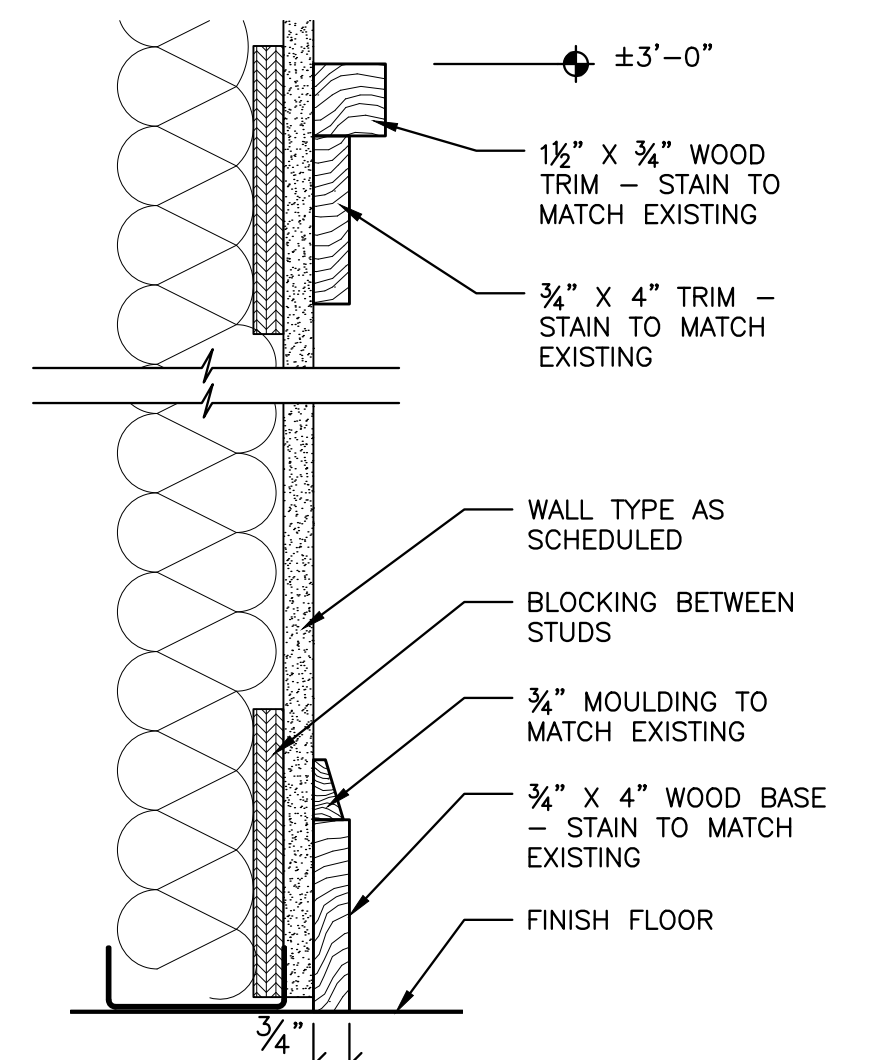 ±3'-0"
1½" X ¾" WOOD
TRIM – STAIN TO
MATCH EXISTING
¾" X 4" TRIM –
STAIN TO MATCH
EXISTING
WALL TYPE AS
SCHEDULED
BLOCKING BETWEEN
STUDS
¾" MOULDING TO
MATCH EXISTING
¾" X 4" WOOD BASE
– STAIN TO MATCH
EXISTING
FINISH FLOOR
¾"